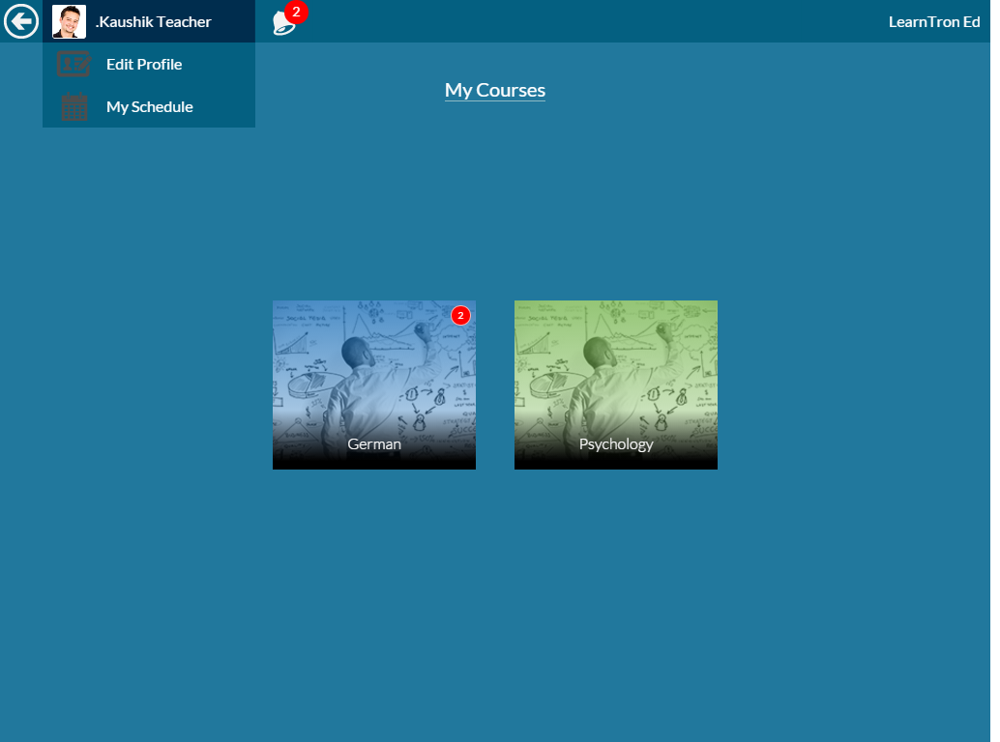 .Kaushik Teacher
2
LearnTron Ed
Edit Profile
My Schedule
My Courses
2
German
Psychology